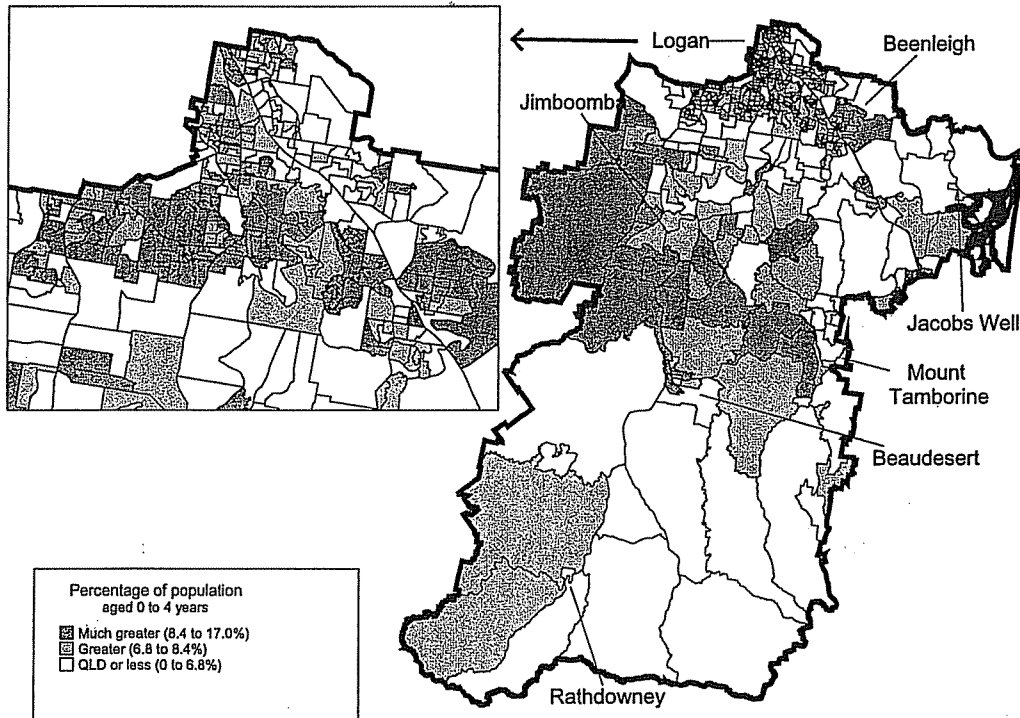 Logan
Beenleigh
Jimboomba
Jacobs Well
Mount
Tamborine
Beaudesert
Percentage of population
aged 0 to 4 years
Much greater (8.4 to 17.0%)
Greater (6.8 to 8.4%)
QLD or less (0 to 6.8%)
Rathdowney